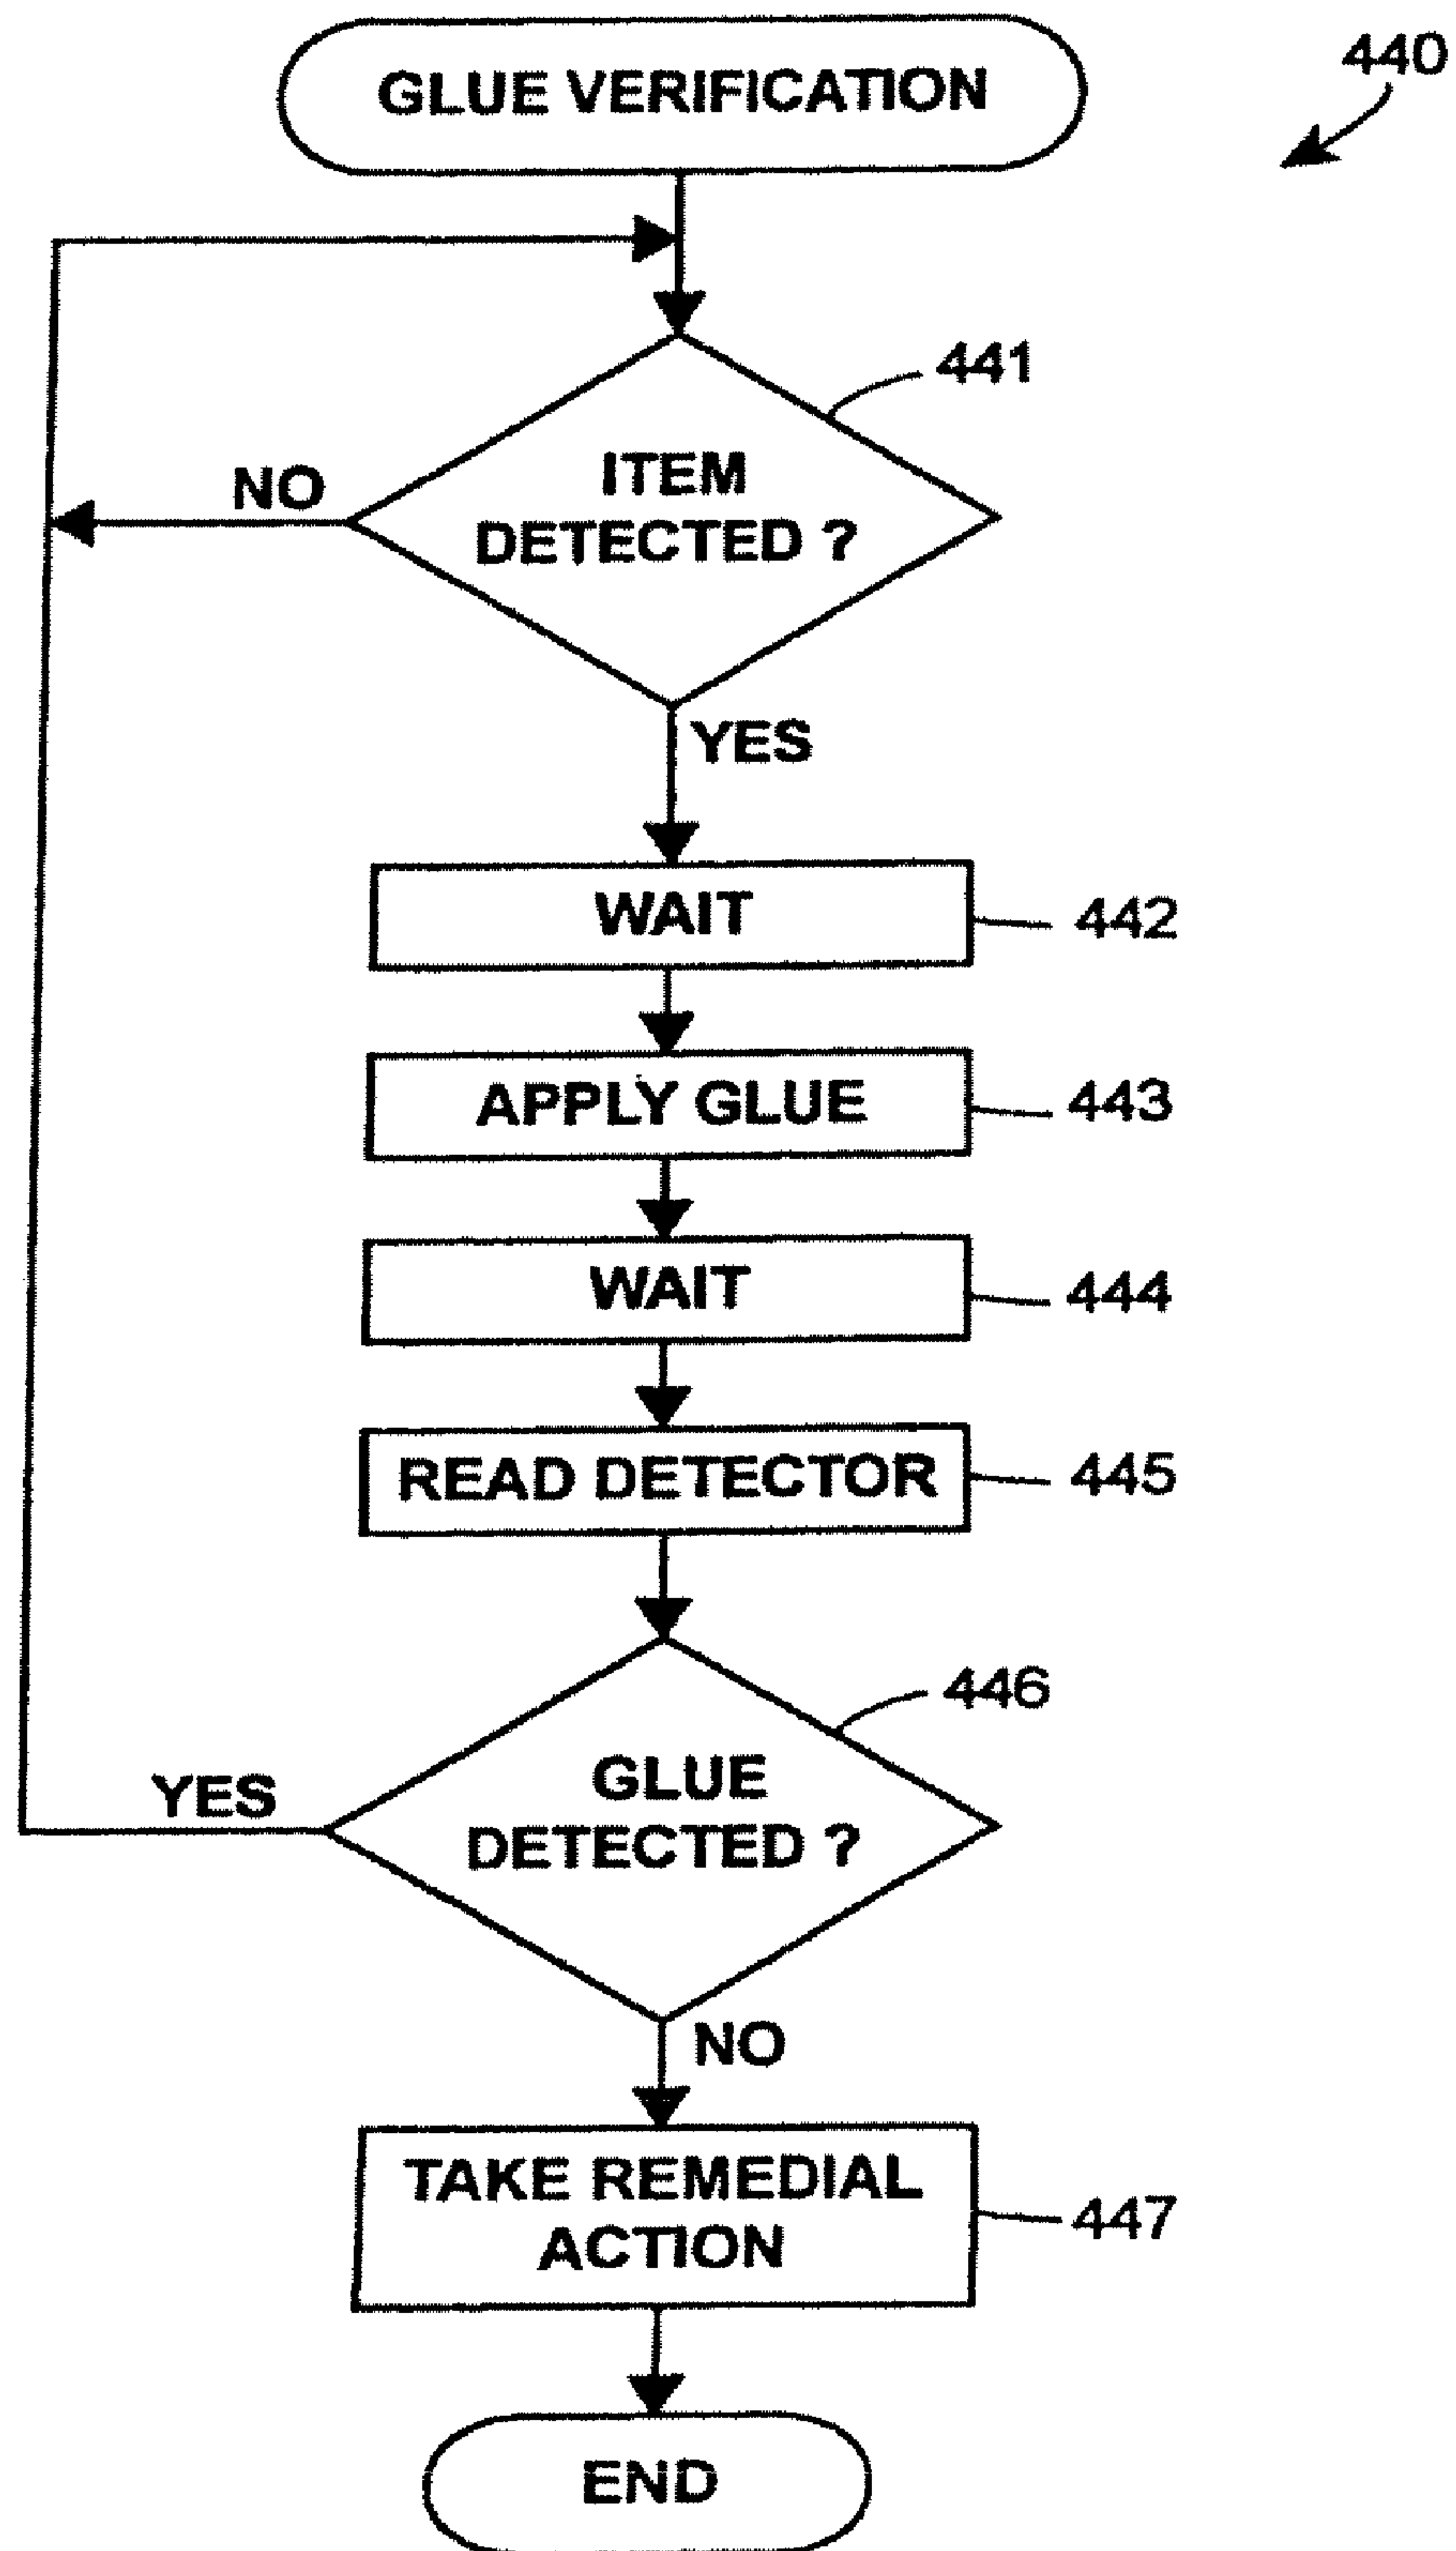 GLUE VERIFICATION
440
441
ITEM
DETECTED ?
NO
YES
WAIT
442
APPLY GLUE
443
WAIT
444
READ DETECTOR
445
446
GLUE
DETECTED ?
YES
NO
TAKE REMEDIAL
ACTION
447
END